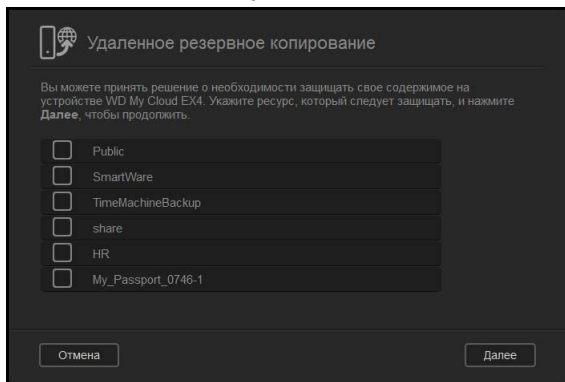 Удаленное резервное копирование
Вы можете принять решение о необходимости защищать свое содержимое на
устройстве WD My Cloud EX4. Укажите ресурс, который следует защищать, и нажмите
Далее, чтобы продолжить.
Public
SmartWare
TimeMachineBackup
share
HR
My_Passport_0746-1
Отмена
Далее